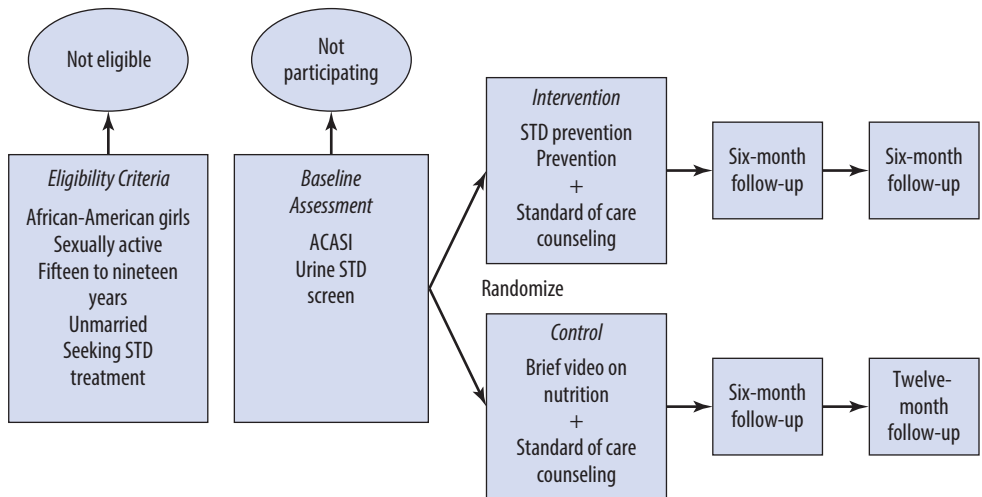 Not eligible
Not
participating
Eligibility Criteria
African-American girls
Sexually active
Fifteen to nineteen
years
Unmarried
Seeking STD
treatment
Baseline
Assessment
ACASI
Urine STD
screen
Randomize
Intervention
STD prevention
Prevention
+
Standard of care
counseling
Six-month
follow-up
Six-month
follow-up
Control
Brief video on
nutrition
+
Standard of care
counseling
Six-month
follow-up
Twelve-
month
follow-up